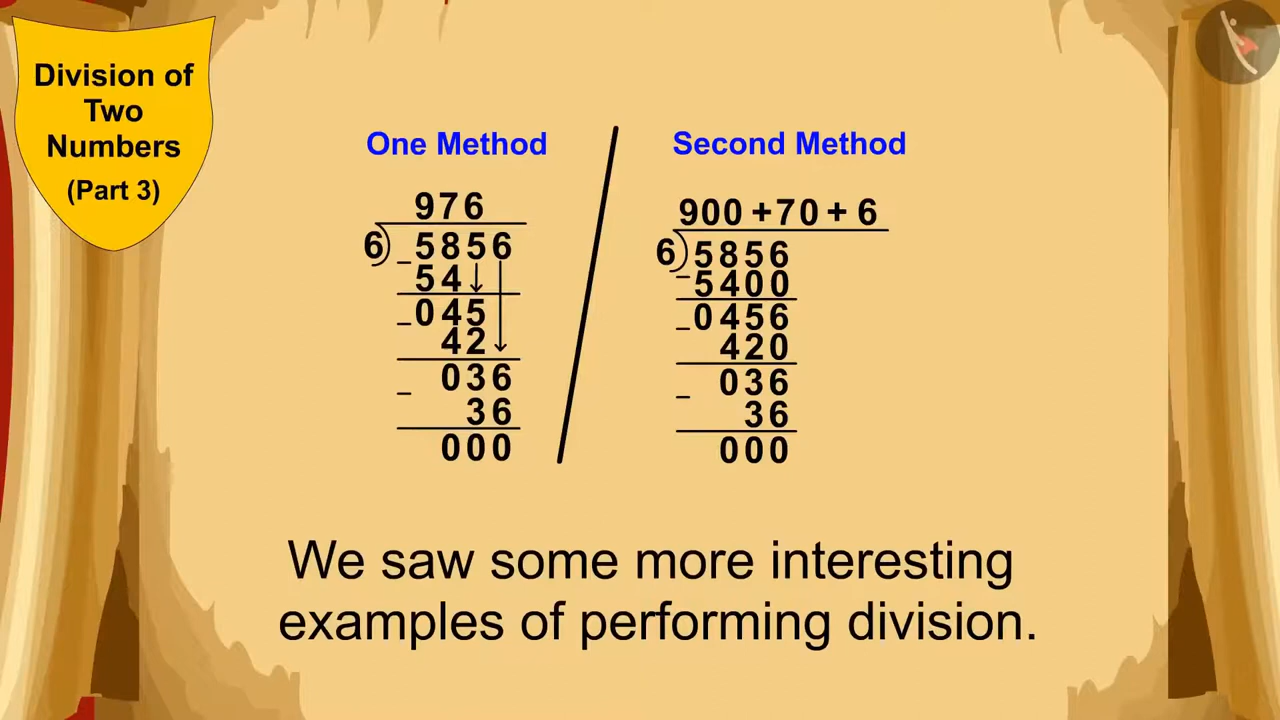 Division of
Two
Numbers
(Part 3)
One Method
976
6)5856
_
54↓
045
_
42↓
036
_
36
000
Second Method
900 + 70 + 6
6)5856
_
5400
0456
_
420
036
_
36
000
We saw some more interesting
examples of performing division.